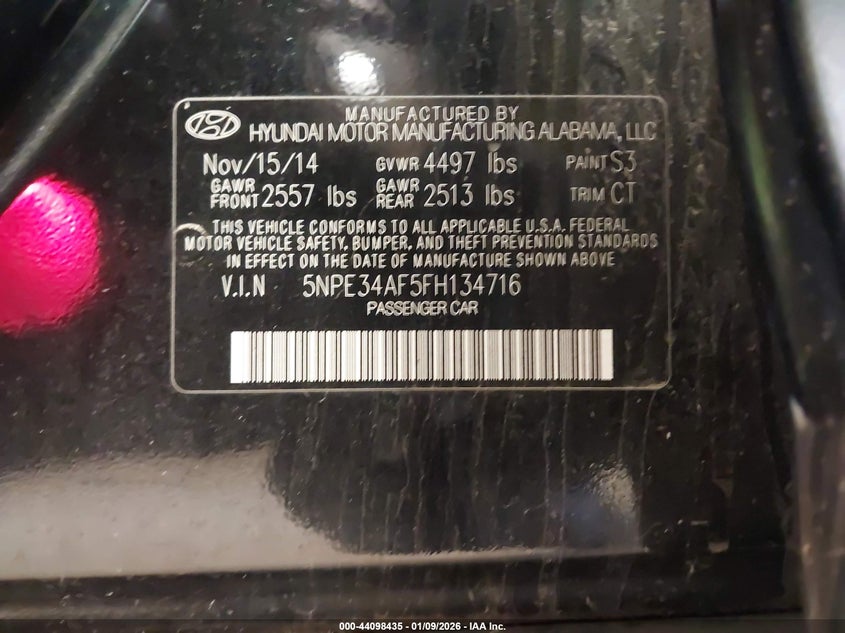 MANUFACTURED BY
HYUNDAI MOTOR MANUFACTURING ALABAMA, LLC
Nov/15/14 GVWR 4497 lbs PAINT S3
GAWR FRONT 2557 lbs GAWR REAR 2513 lbs TRIM CT
THIS VEHICLE CONFORMS TO ALL APPLICABLE U.S.A. FEDERAL
MOTOR VEHICLE SAFETY, BUMPER, AND THEFT PREVENTION STANDARDS
IN EFFECT ON THE DATE OF MANUFACTURE SHOWN ABOVE
V.I.N 5NPE34AF5FH134716
PASSENGER CAR
000-44098435 - 01/09/2026 - IAA Inc.